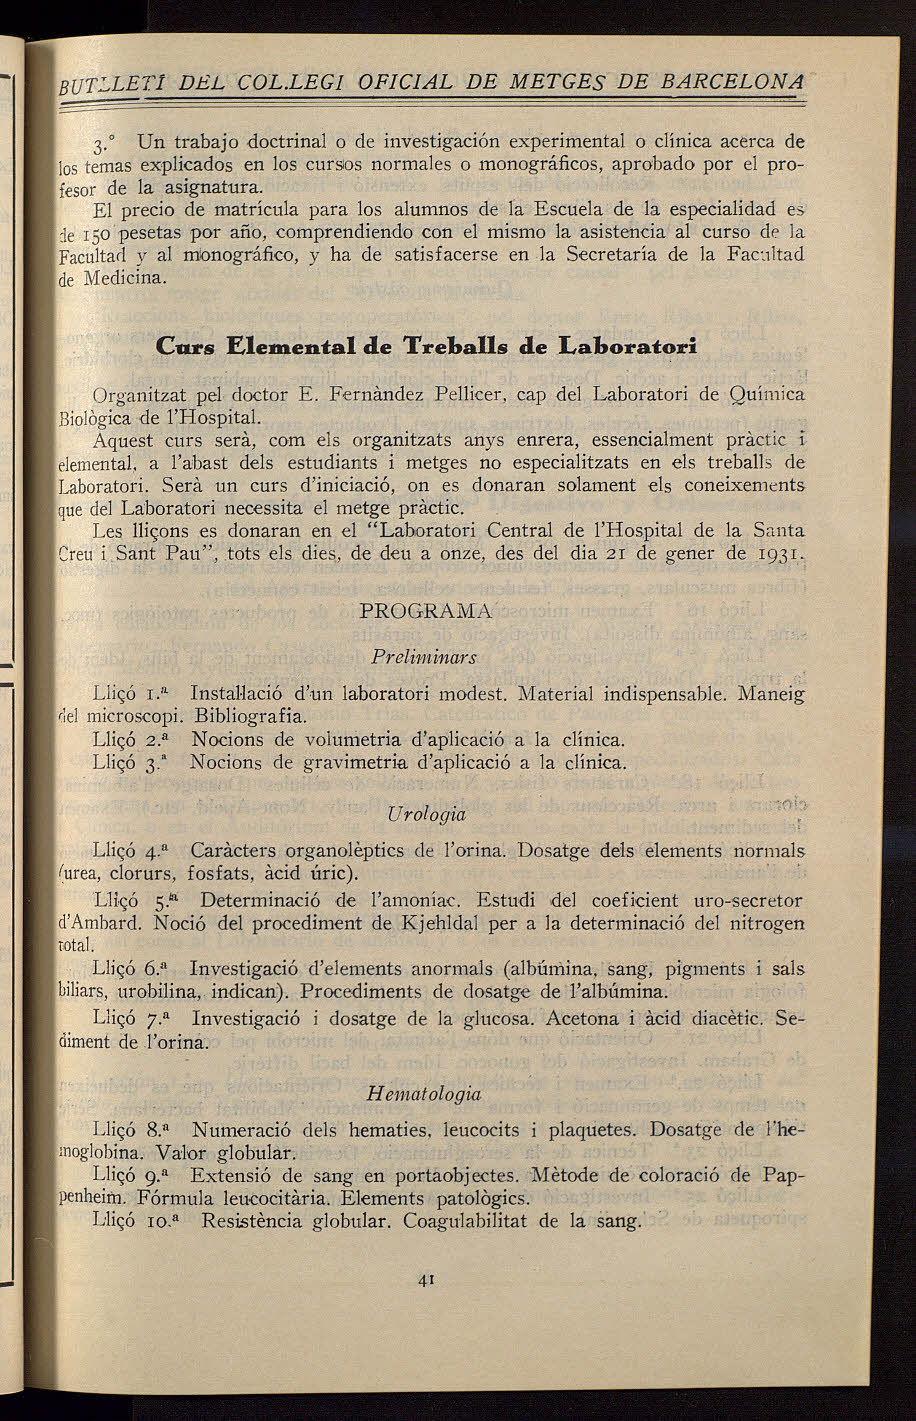 BUTLLETÍ DEL COL.LEGI OFICIAL DE METGES DE BARCELONA
3.º Un trabajo doctrinal o de investigación experimental o clínica acerca de
los temas explicados en los cursos normales o monográficos, aprobado por el pro-
fesor de la asignatura.
El precio de matrícula para los alumnos de la Escuela de la especialidad es
de 150 pesetas por año, comprendiendo con el mismo la asistencia al curso de la
Facultad y al monográfico, y ha de satisfacerse en la Secretaría de la Facultad
de Medicina.
Curs Elemental de Treballs de Laboratori
Organitzat pel doctor E. Fernàndez Pellicer, cap del Laboratori de Química
Biològica de l'Hospital.
Aquest curs serà, com els organitzats anys enrera, essencialment pràctic i
elemental, a l'abast dels estudiants i metges no especialitzats en els treballs de
Laboratori. Serà un curs d'iniciació, on es donaran solament els coneixements
que del Laboratori necessita el metge pràctic.
Les lliçons es donaran en el "Laboratori Central de l'Hospital de la Santa
Creu i Sant Pau", tots els dies, de deu a onze, des del dia 21 de gener de 1931.
PROGRAMA
Preliminars
Lliçó 1.ª Instal·lació d'un laboratori modest. Material indispensable. Maneig
del microscopi. Bibliografia.
Lliçó 2.ª Nocions de volumetria d'aplicació a la clínica.
Lliçó 3.ª Nocions de gravimetria d'aplicació a la clínica.
Urologia
Lliçó 4.ª Caràcters organolèptics de l'orina. Dosatge dels elements normals
(urea, clorurs, fosfats, àcid úric).
Lliçó 5.ª Determinació de l'amoníac. Estudi del coeficient uro-secretor
d'Ambard. Noció del procediment de Kjehldal per a la determinació del nitrogen
total.
Lliçó 6.ª Investigació d'elements anormals (albúmina, sang, pigments i sals
biliars, urobilina, indican). Procediments de dosatge de l'albúmina.
Lliçó 7.ª Investigació i dosatge de la glucosa. Acetona i àcid diacètic. Se-
diment de l'orina.
Hematologia
Lliçó 8.ª Numeració dels hematies, leucocits i plaquetes. Dosatge de l'he-
moglobina. Valor globular.
Lliçó 9.ª Extensió de sang en portaobjectes. Mètode de coloració de Pap-
penheim. Fórmula leucocitària. Elements patològics.
Lliçó 10.ª Resistència globular. Coagulabilitat de la sang.
41